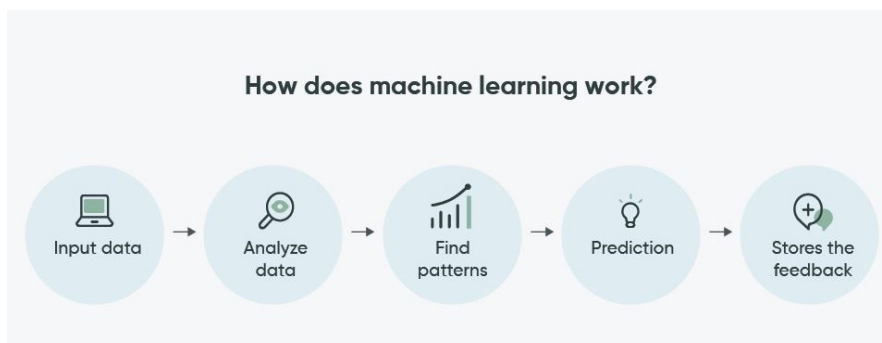 How does machine learning work?
Input data
Analyze
data
Find
patterns
Prediction
Stores the
feedback